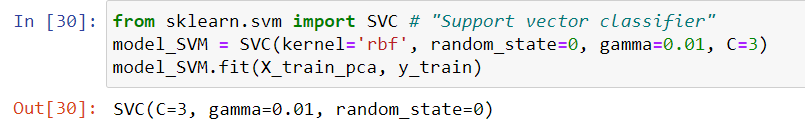 In [30]: from sklearn.svm import SVC # "Support vector classifier"
model_SVM = SVC(kernel='rbf', random_state=0, gamma=0.01, C=3)
model_SVM.fit(X_train_pca, y_train)
Out[30]: SVC(C=3, gamma=0.01, random_state=0)